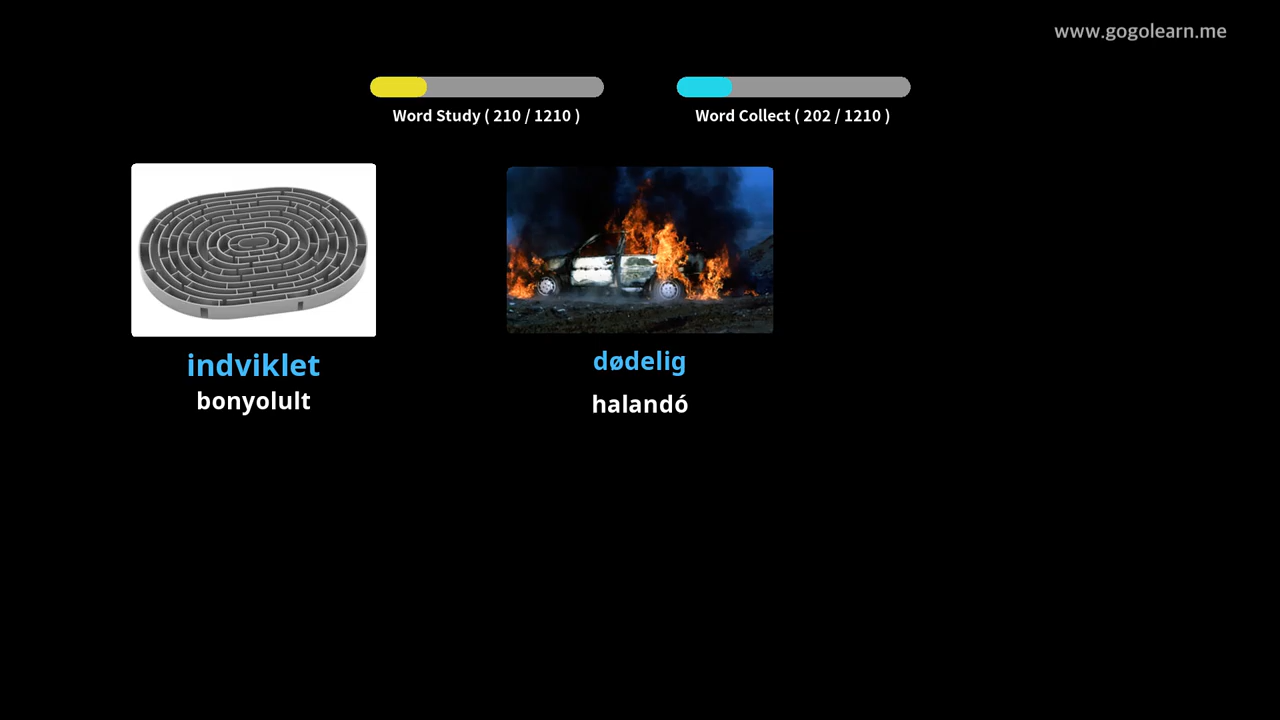 www.gogolearn.me
Word Study ( 210 / 1210 )
Word Collect ( 202 / 1210 )
indviklet
bonyolult
dødelig
halandó